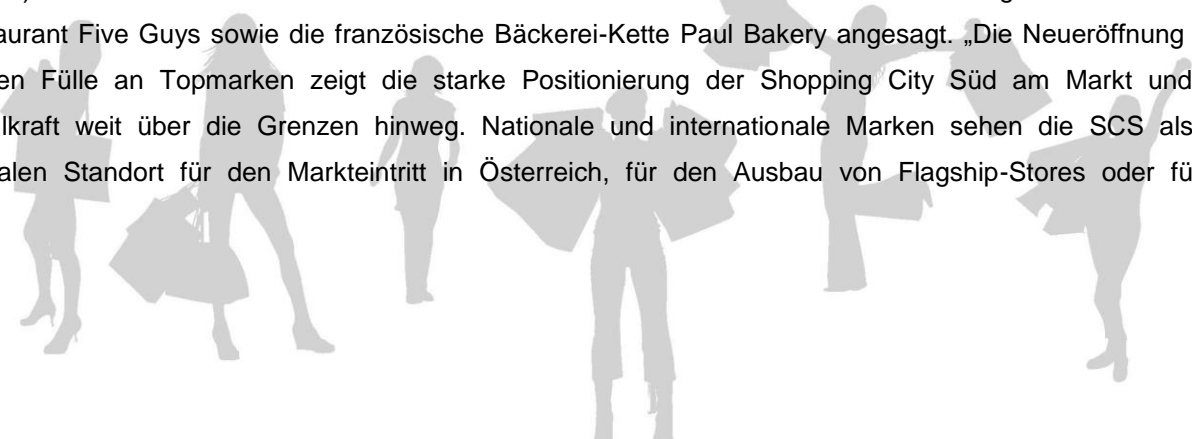 aurant Five Guys sowie die französische Bäckerei-Kette Paul Bakery angesagt. „Die Neueröffnung
en Fülle an Topmarken zeigt die starke Positionierung der Shopping City Süd am Markt und
lkraft weit über die Grenzen hinweg. Nationale und internationale Marken sehen die SCS als
alen Standort für den Markteintritt in Österreich, für den Ausbau von Flagship-Stores oder fü